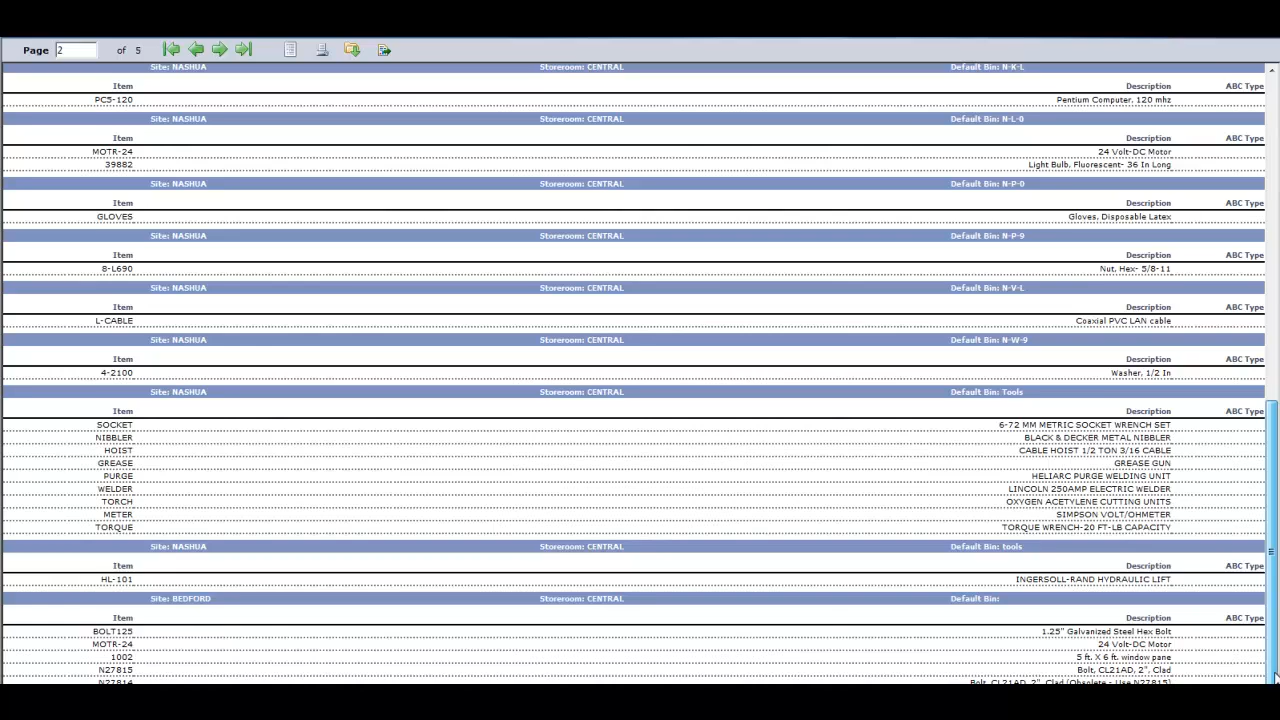 Page 2 of 5
Site: NASHUA Storeroom: CENTRAL Default Bin: N-K-L
Item Description ABC Type
PC5-120 Pentium Computer, 120 mhz
Site: NASHUA Storeroom: CENTRAL Default Bin: N-L-0
Item Description ABC Type
MOTR-24 24 Volt-DC Motor
39882 Light Bulb, Fluorescent- 36 In Long
Site: NASHUA Storeroom: CENTRAL Default Bin: N-P-0
Item Description ABC Type
GLOVES Gloves, Disposable Latex
Site: NASHUA Storeroom: CENTRAL Default Bin: N-P-9
Item Description ABC Type
8-L690 Nut, Hex- 5/8-11
Site: NASHUA Storeroom: CENTRAL Default Bin: N-V-L
Item Description ABC Type
L-CABLE Coaxial PVC LAN cable
Site: NASHUA Storeroom: CENTRAL Default Bin: N-W-9
Item Description ABC Type
4-2100 Washer, 1/2 In
Site: NASHUA Storeroom: CENTRAL Default Bin: Tools
Item Description ABC Type
SOCKET 6-72 MM METRIC SOCKET WRENCH SET
NIBBLER BLACK & DECKER METAL NIBBLER
HOIST CABLE HOIST 1/2 TON 3/16 CABLE
GREASE GREASE GUN
PURGE HELIARC PURGE WELDING UNIT
WELDER LINCOLN 250AMP ELECTRIC WELDER
TORCH OXYGEN ACETYLENE CUTTING UNITS
METER SIMPSON VOLT/OHMETER
TORQUE TORQUE WRENCH-20 FT-LB CAPACITY
Site: NASHUA Storeroom: CENTRAL Default Bin: tools
Item Description ABC Type
HL-101 INGERSOLL-RAND HYDRAULIC LIFT
Site: BEDFORD Storeroom: CENTRAL Default Bin:
Item Description ABC Type
BOLT125 1.25" Galvanized Steel Hex Bolt
MOTR-24 24 Volt-DC Motor
1002 5 ft. X 6 ft. window pane
N27815 Bolt, CL21AD, 2", Clad
N27814 Bolt, CL21AD, 2", Clad (Obsolete - Use N27815)